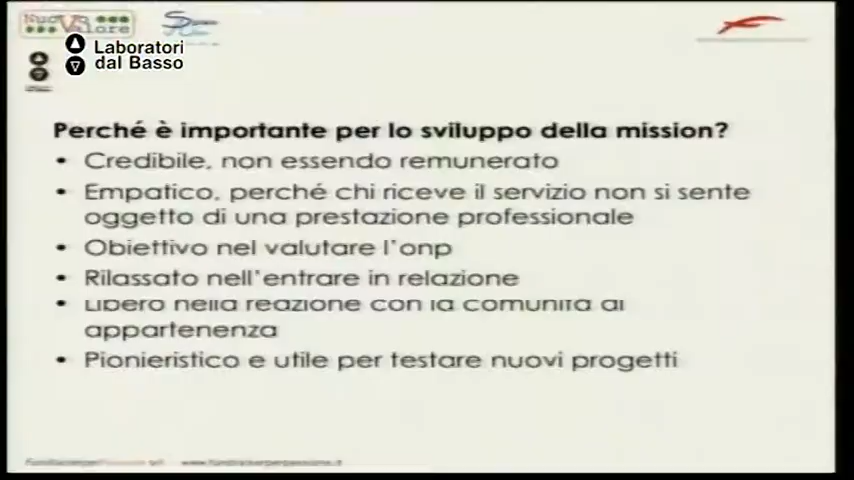 Nuovo
Valore
Laboratori
dal Basso
Perché è importante per lo sviluppo della mission?
• Credibile, non essendo remunerato
• Empatico, perché chi riceve il servizio non si sente
oggetto di una prestazione professionale
• Obiettivo nel valutare l'onp
• Rilassato nell'entrare in relazione
• Libero nella reazione con la comunità di
appartenenza
• Pionieristico e utile per testare nuovi progetti